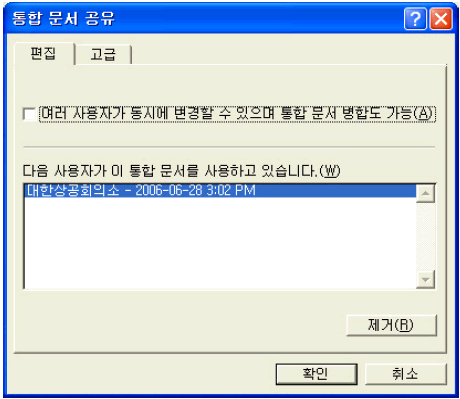 통합 문서 공유
편집 고급
여러 사용자가 동시에 변경할 수 있으며 통합 문서 병합도 가능(A)
다음 사용자가 이 통합 문서를 사용하고 있습니다.(W)
대한상공회의소 - 2006-06-28 3:02 PM
제거(R)
확인 취소